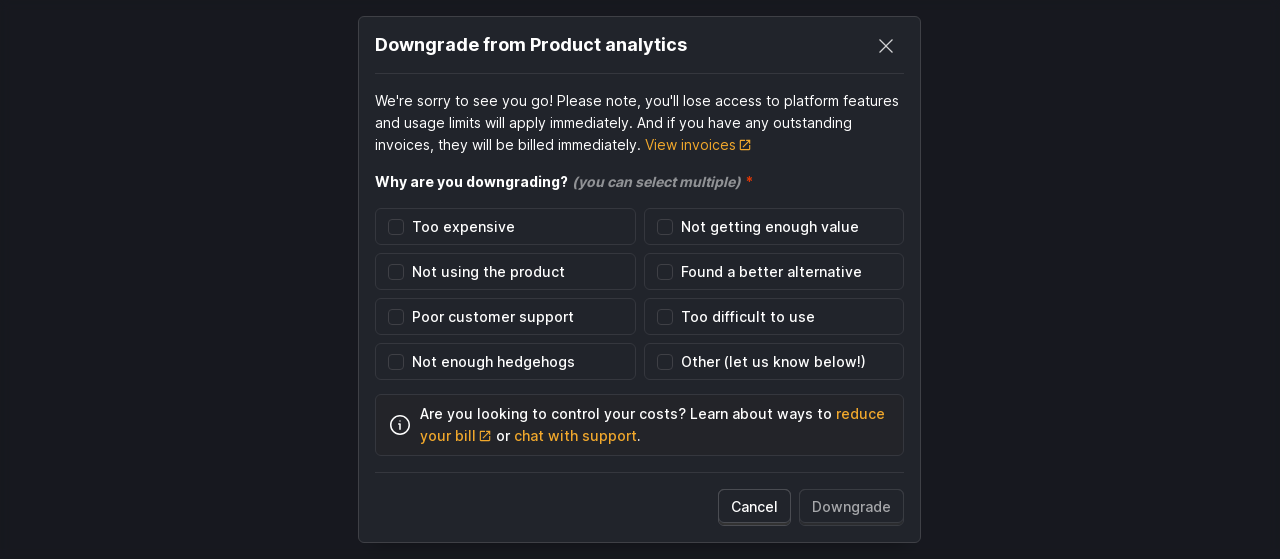 Downgrade from Product analytics
We're sorry to see you go! Please note, you'll lose access to platform features
and usage limits will apply immediately. And if you have any outstanding
invoices, they will be billed immediately. View invoices
Why are you downgrading? (you can select multiple) *
Too expensive
Not getting enough value
Not using the product
Found a better alternative
Poor customer support
Too difficult to use
Not enough hedgehogs
Other (let us know below!)
Are you looking to control your costs? Learn about ways to reduce
your bill or chat with support.
Cancel
Downgrade